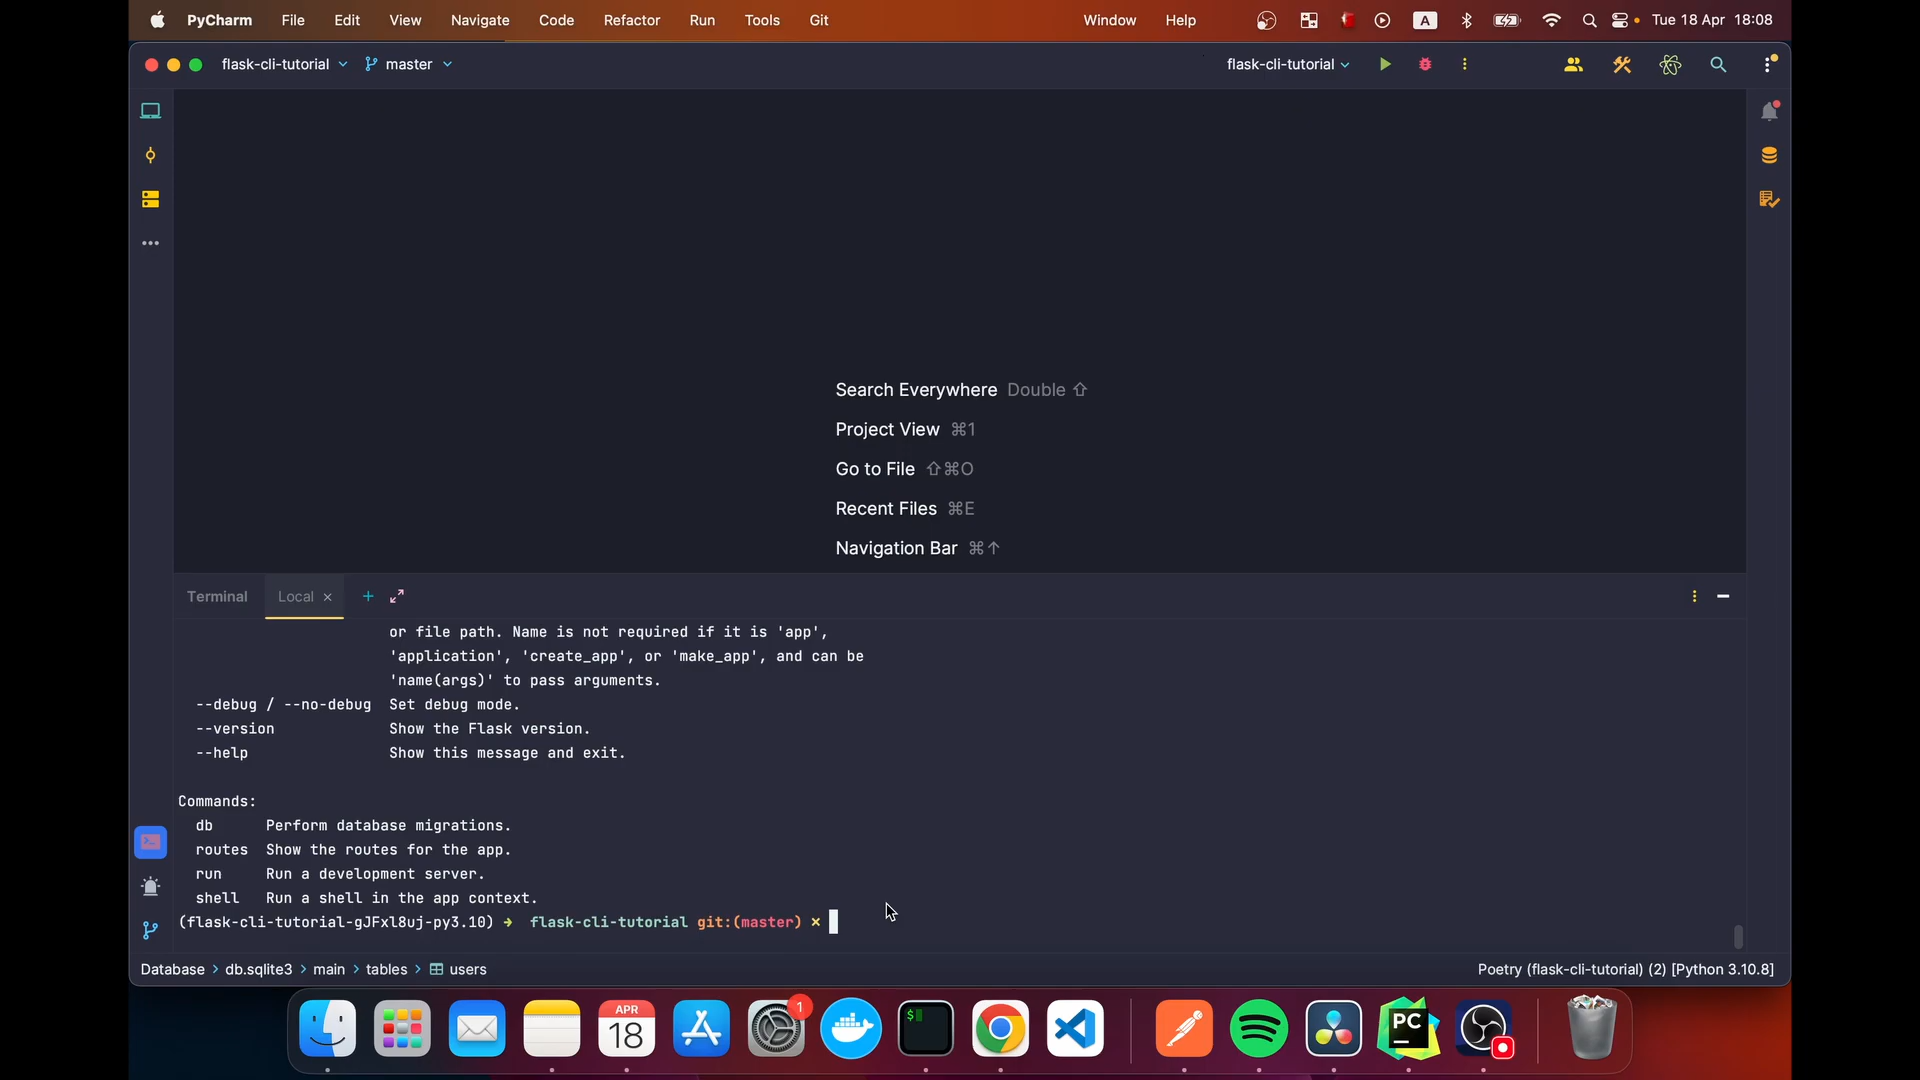 PyCharm File Edit View Navigate Code Refactor Run Tools Git Window Help A Tue 18 Apr 18:08
flask-cli-tutorial master flask-cli-tutorial
Search Everywhere Double ⇧
Project View ⌘1
Go to File ⇧⌘O
Recent Files ⌘E
Navigation Bar ⌘↑
Terminal Local × +
or file path. Name is not required if it is 'app',
'application', 'create_app', or 'make_app', and can be
'name(args)' to pass arguments.
--debug / --no-debug Set debug mode.
--version Show the Flask version.
--help Show this message and exit.
Commands:
db Perform database migrations.
routes Show the routes for the app.
run Run a development server.
shell Run a shell in the app context.
(flask-cli-tutorial-gJFxl8uj-py3.10) → flask-cli-tutorial git:(master) ×
Database > db.sqlite3 > main > tables > users Poetry (flask-cli-tutorial) (2) [Python 3.10.8]
APR
18
1
$
PC